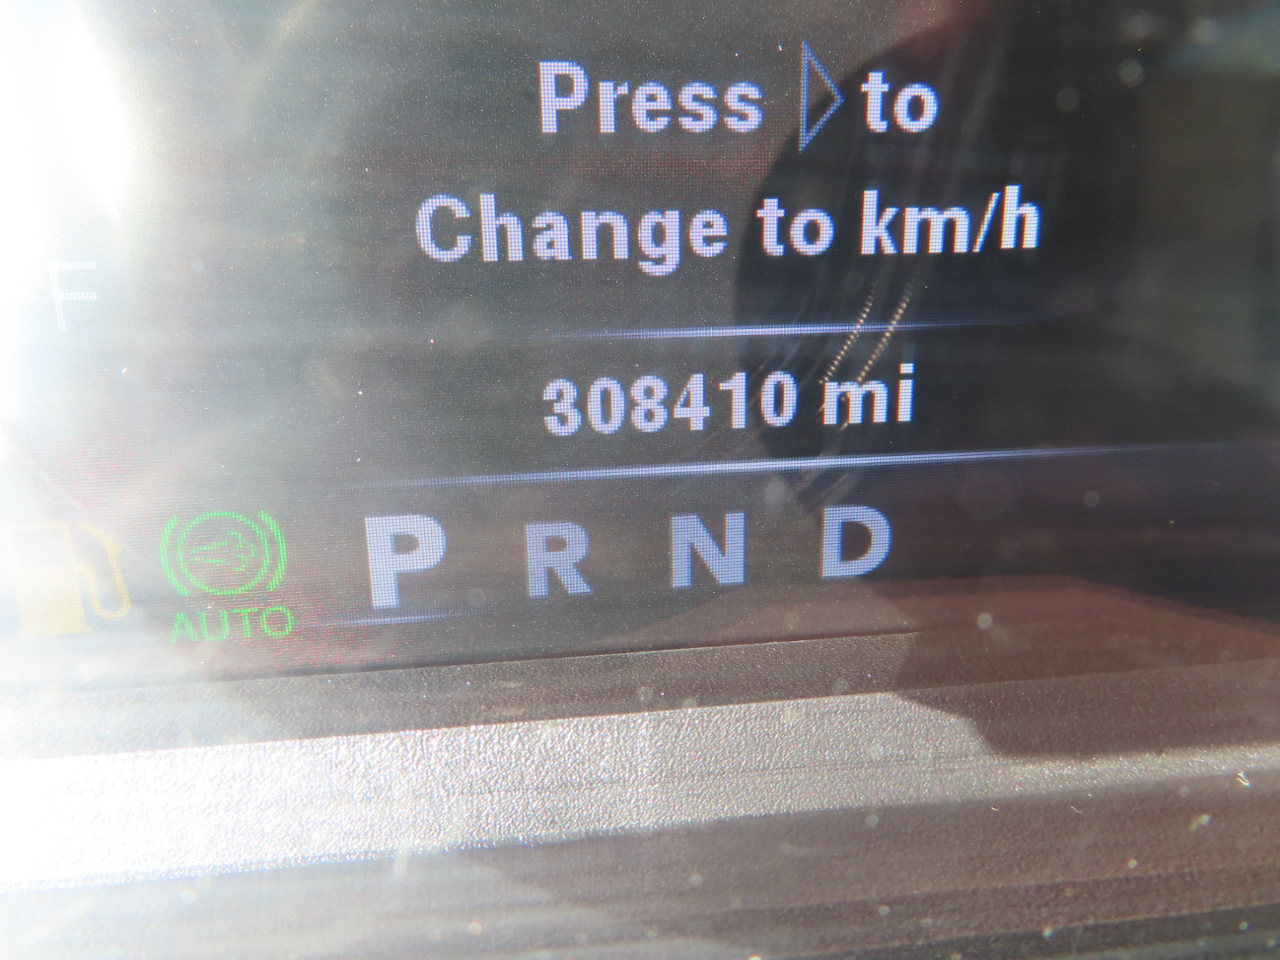 Press ▷ to
Change to km/h
F
308410 mi
P R N D
AUTO